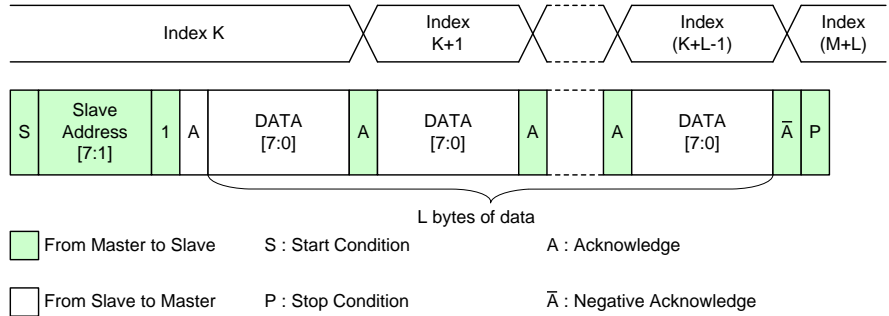 Index K
Index
K+1
Index
(K+L-1)
Index
(M+L)
S
Slave
Address
[7:1]
1
A
DATA
[7:0]
A
DATA
[7:0]
A
A
DATA
[7:0]
A̅
P
L bytes of data
From Master to Slave
S : Start Condition
A : Acknowledge
From Slave to Master
P : Stop Condition
A̅ : Negative Acknowledge